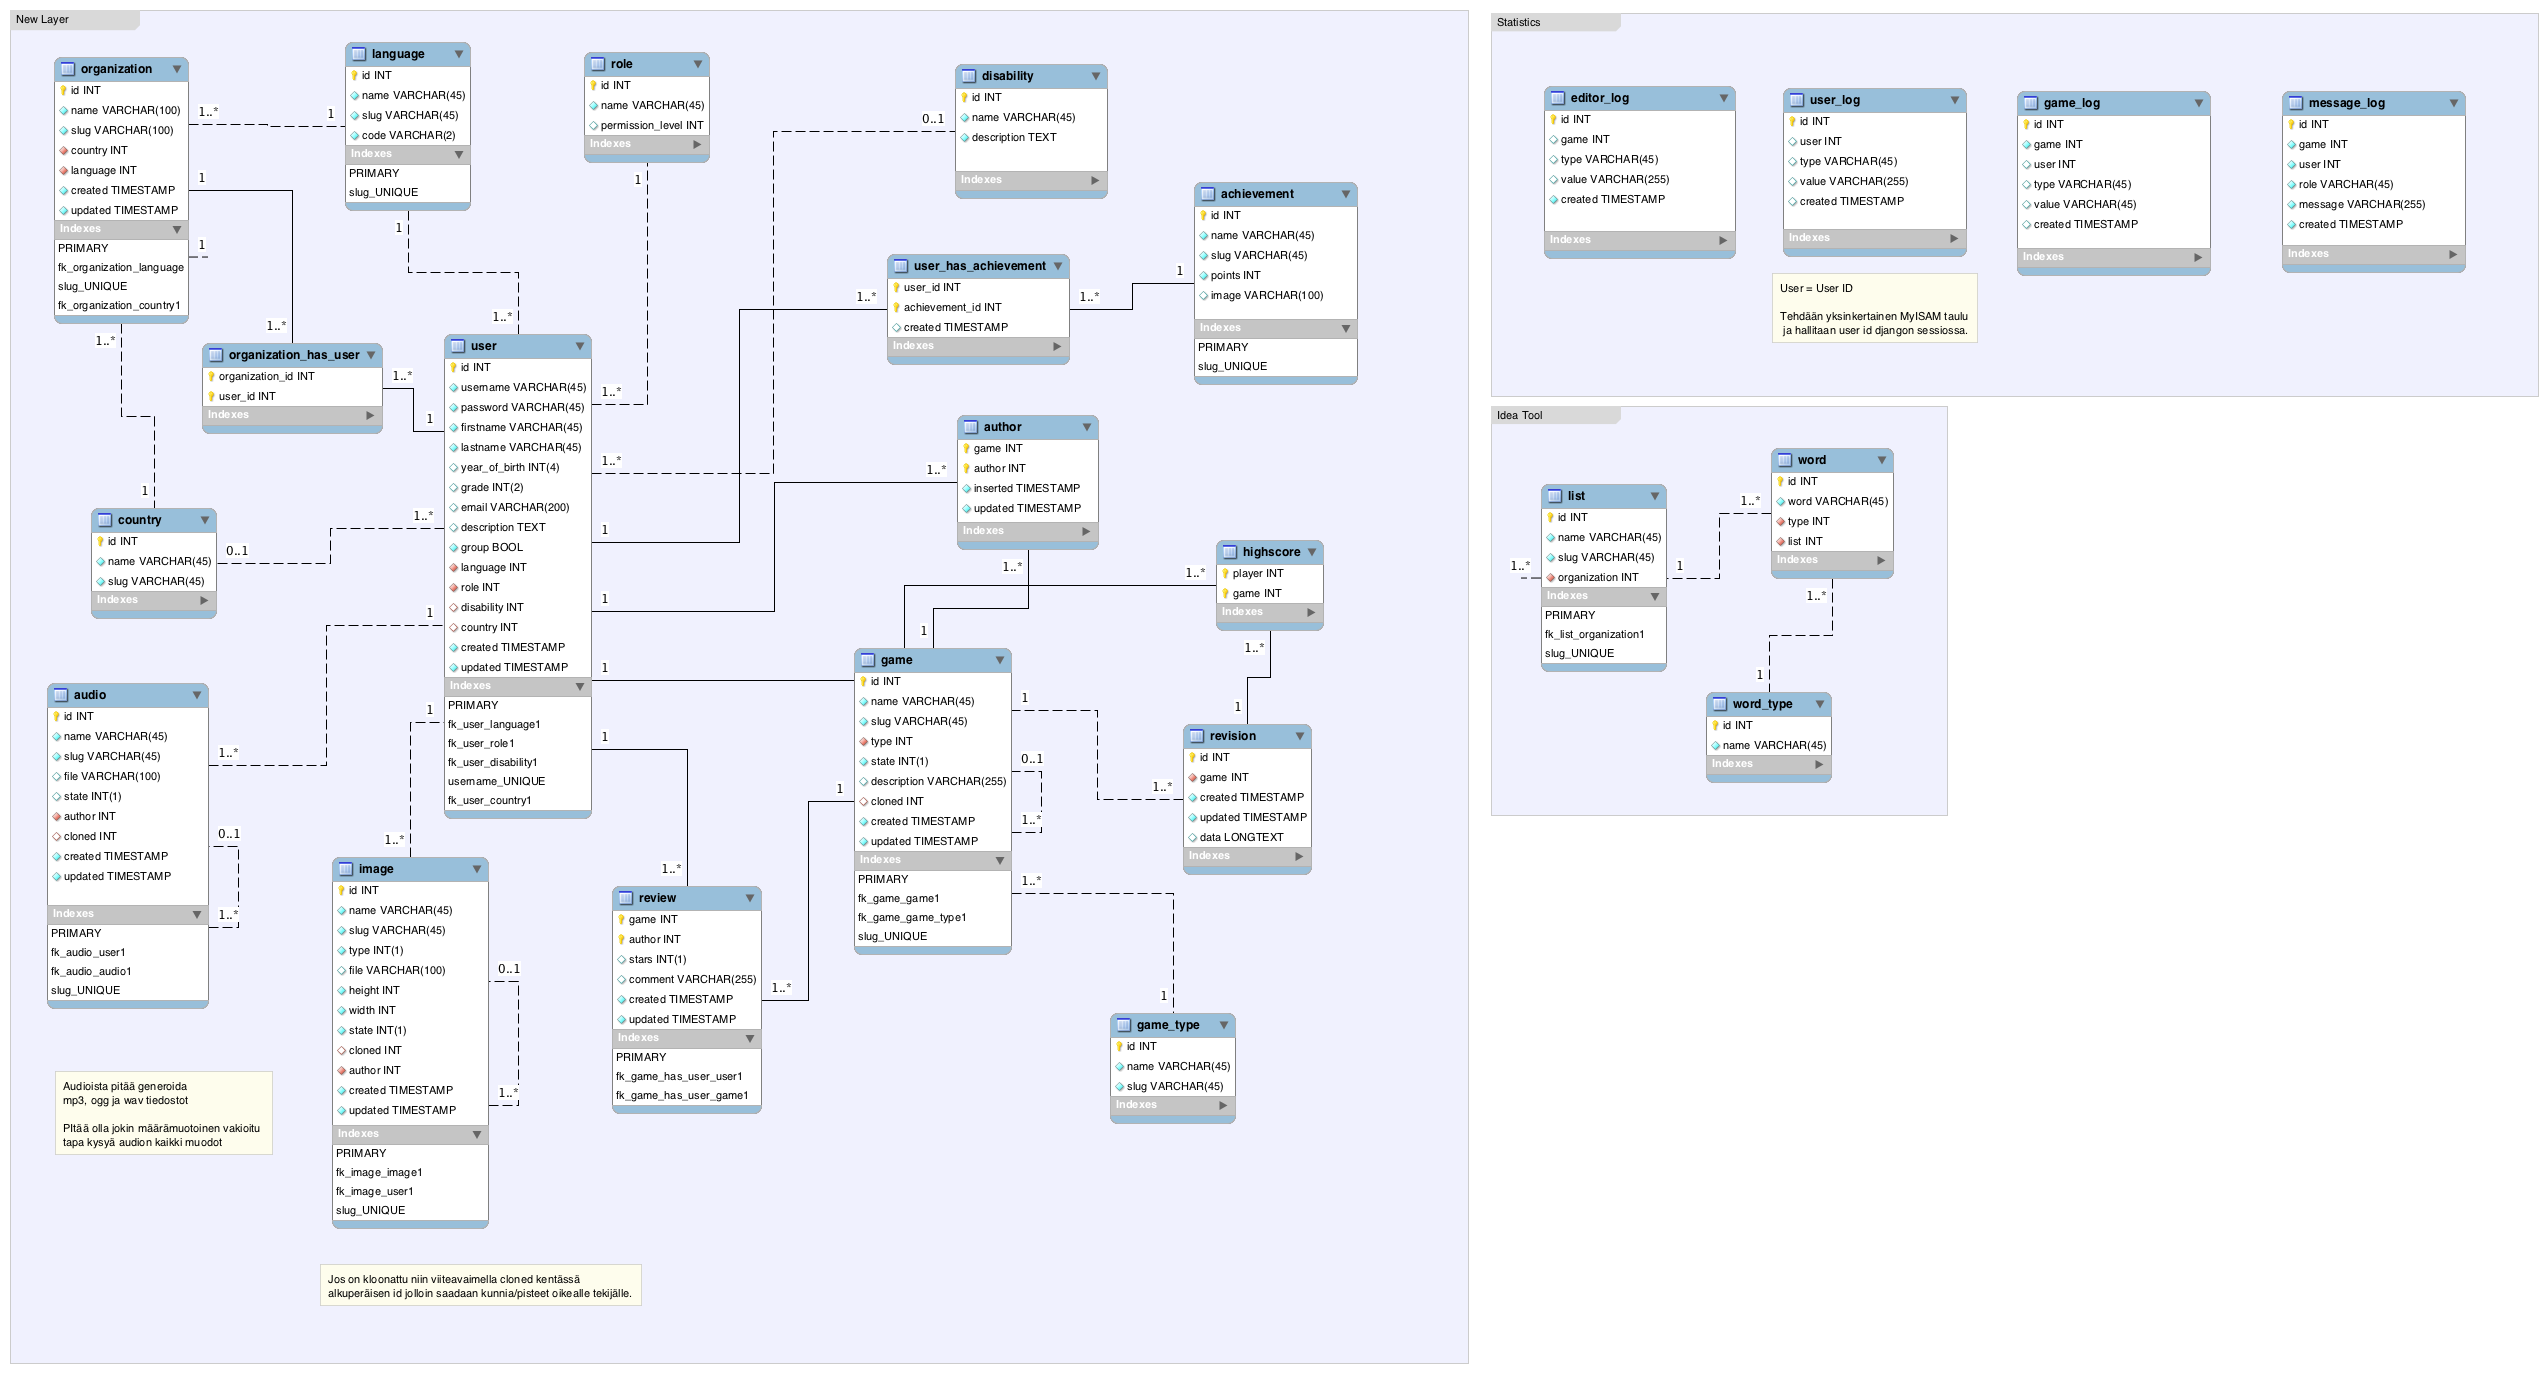 New Layer
organization
id INT
name VARCHAR(100)
slug VARCHAR(100)
country INT
language INT
created TIMESTAMP
updated TIMESTAMP
Indexes
PRIMARY
fk_organization_language
slug_UNIQUE
fk_organization_country1
1..*
1
1
1
1..*
1..*
language
id INT
name VARCHAR(45)
slug VARCHAR(45)
code VARCHAR(2)
Indexes
PRIMARY
slug_UNIQUE
1
1..*
role
id INT
name VARCHAR(45)
permission_level INT
Indexes
1
disability
id INT
name VARCHAR(45)
description TEXT
Indexes
0..1
achievement
id INT
name VARCHAR(45)
slug VARCHAR(45)
points INT
image VARCHAR(100)
Indexes
PRIMARY
slug_UNIQUE
1
user_has_achievement
user_id INT
achievement_id INT
created TIMESTAMP
Indexes
1..*
1..*
organization_has_user
organization_id INT
user_id INT
Indexes
1..*
1
user
id INT
username VARCHAR(45)
password VARCHAR(45)
firstname VARCHAR(45)
lastname VARCHAR(45)
year_of_birth INT(4)
grade INT(2)
email VARCHAR(200)
description TEXT
group BOOL
language INT
role INT
disability INT
country INT
created TIMESTAMP
updated TIMESTAMP
Indexes
PRIMARY
fk_user_language1
fk_user_role1
fk_user_disability1
username_UNIQUE
fk_user_country1
1..*
1..*
1
1
1
1
1..*
1
1
author
game INT
author INT
inserted TIMESTAMP
updated TIMESTAMP
Indexes
1..*
1..*
country
id INT
name VARCHAR(45)
slug VARCHAR(45)
Indexes
1
0..1
highscore
player INT
game INT
Indexes
1..*
1..*
game
id INT
name VARCHAR(45)
slug VARCHAR(45)
type INT
state INT(1)
description VARCHAR(255)
cloned INT
created TIMESTAMP
updated TIMESTAMP
Indexes
PRIMARY
fk_game_game1
fk_game_game_type1
slug_UNIQUE
1
1
0..1
1..*
1..*
1
revision
id INT
game INT
created TIMESTAMP
updated TIMESTAMP
data LONGTEXT
Indexes
1
1..*
audio
id INT
name VARCHAR(45)
slug VARCHAR(45)
file VARCHAR(100)
state INT(1)
author INT
cloned INT
created TIMESTAMP
updated TIMESTAMP
Indexes
PRIMARY
fk_audio_user1
fk_audio_audio1
slug_UNIQUE
1..*
0..1
1..*
image
id INT
name VARCHAR(45)
slug VARCHAR(45)
type INT(1)
file VARCHAR(100)
height INT
width INT
state INT(1)
cloned INT
author INT
created TIMESTAMP
updated TIMESTAMP
Indexes
PRIMARY
fk_image_image1
fk_image_user1
slug_UNIQUE
1..*
0..1
1..*
review
game INT
author INT
stars INT(1)
comment VARCHAR(255)
created TIMESTAMP
updated TIMESTAMP
Indexes
PRIMARY
fk_game_has_user_user1
fk_game_has_user_game1
1..*
1..*
game_type
id INT
name VARCHAR(45)
slug VARCHAR(45)
Indexes
1
Audioista pitää generoida
mp3, ogg ja wav tiedostot
PItää olla jokin määrämuotoinen vakioitu
tapa kysyä audion kaikki muodot
Jos on kloonattu niin viiteavaimella cloned kentässä
alkuperäisen id jolloin saadaan kunnia/pisteet oikealle tekijälle.
Statistics
editor_log
id INT
game INT
type VARCHAR(45)
value VARCHAR(255)
created TIMESTAMP
Indexes
user_log
id INT
user INT
type VARCHAR(45)
value VARCHAR(255)
created TIMESTAMP
Indexes
game_log
id INT
game INT
user INT
type VARCHAR(45)
value VARCHAR(45)
created TIMESTAMP
Indexes
message_log
id INT
game INT
user INT
role VARCHAR(45)
message VARCHAR(255)
created TIMESTAMP
Indexes
User = User ID
Tehdään yksinkertainen MyISAM taulu
ja hallitaan user id djangon sessiossa.
Idea Tool
list
id INT
name VARCHAR(45)
slug VARCHAR(45)
organization INT
Indexes
PRIMARY
fk_list_organization1
slug_UNIQUE
1..*
1
word
id INT
word VARCHAR(45)
type INT
list INT
Indexes
1..*
1..*
word_type
id INT
name VARCHAR(45)
Indexes
1